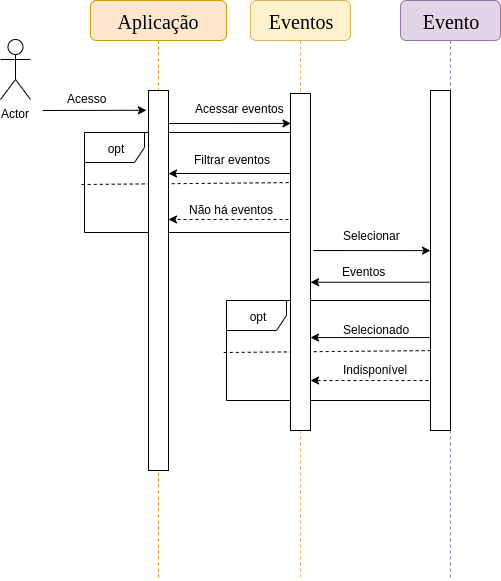 Aplicação
Eventos
Evento
Actor
Acesso
Acessar eventos
opt
Filtrar eventos
Não há eventos
Selecionar
Eventos
opt
Selecionado
Indisponível